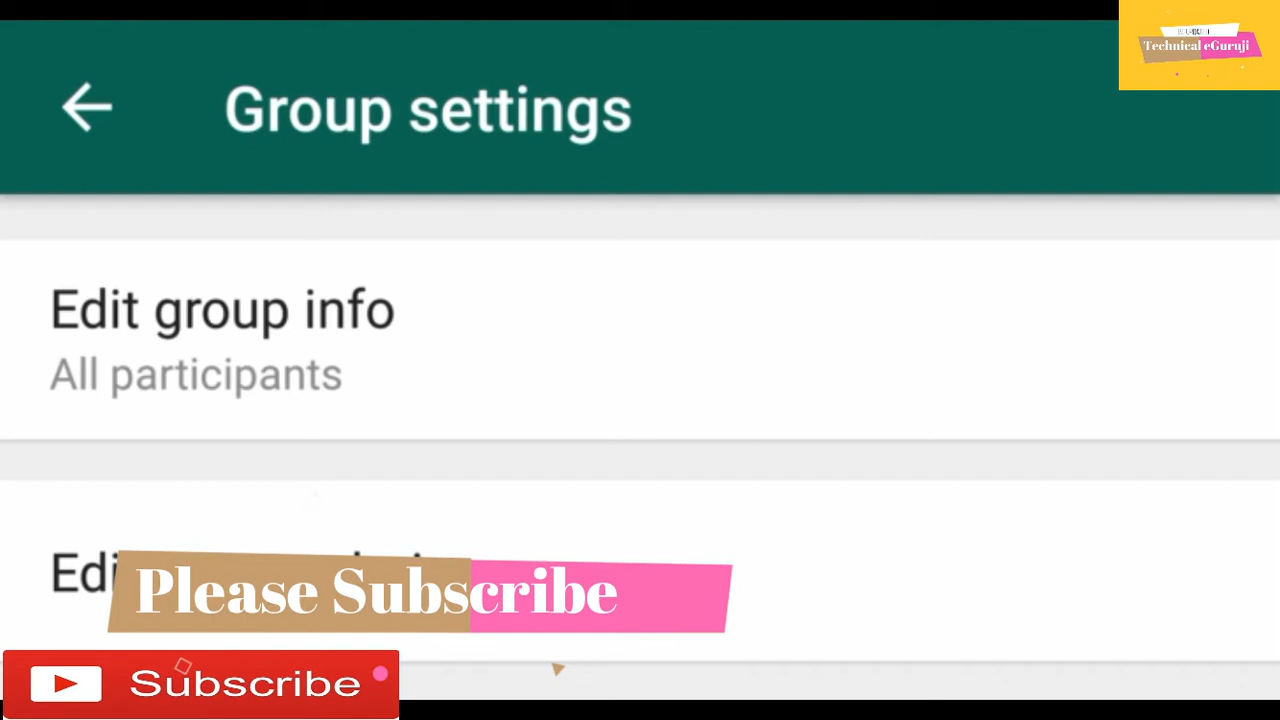 Technical eGuruji
Group settings
Edit group info
All participants
Please Subscribe
Subscribe